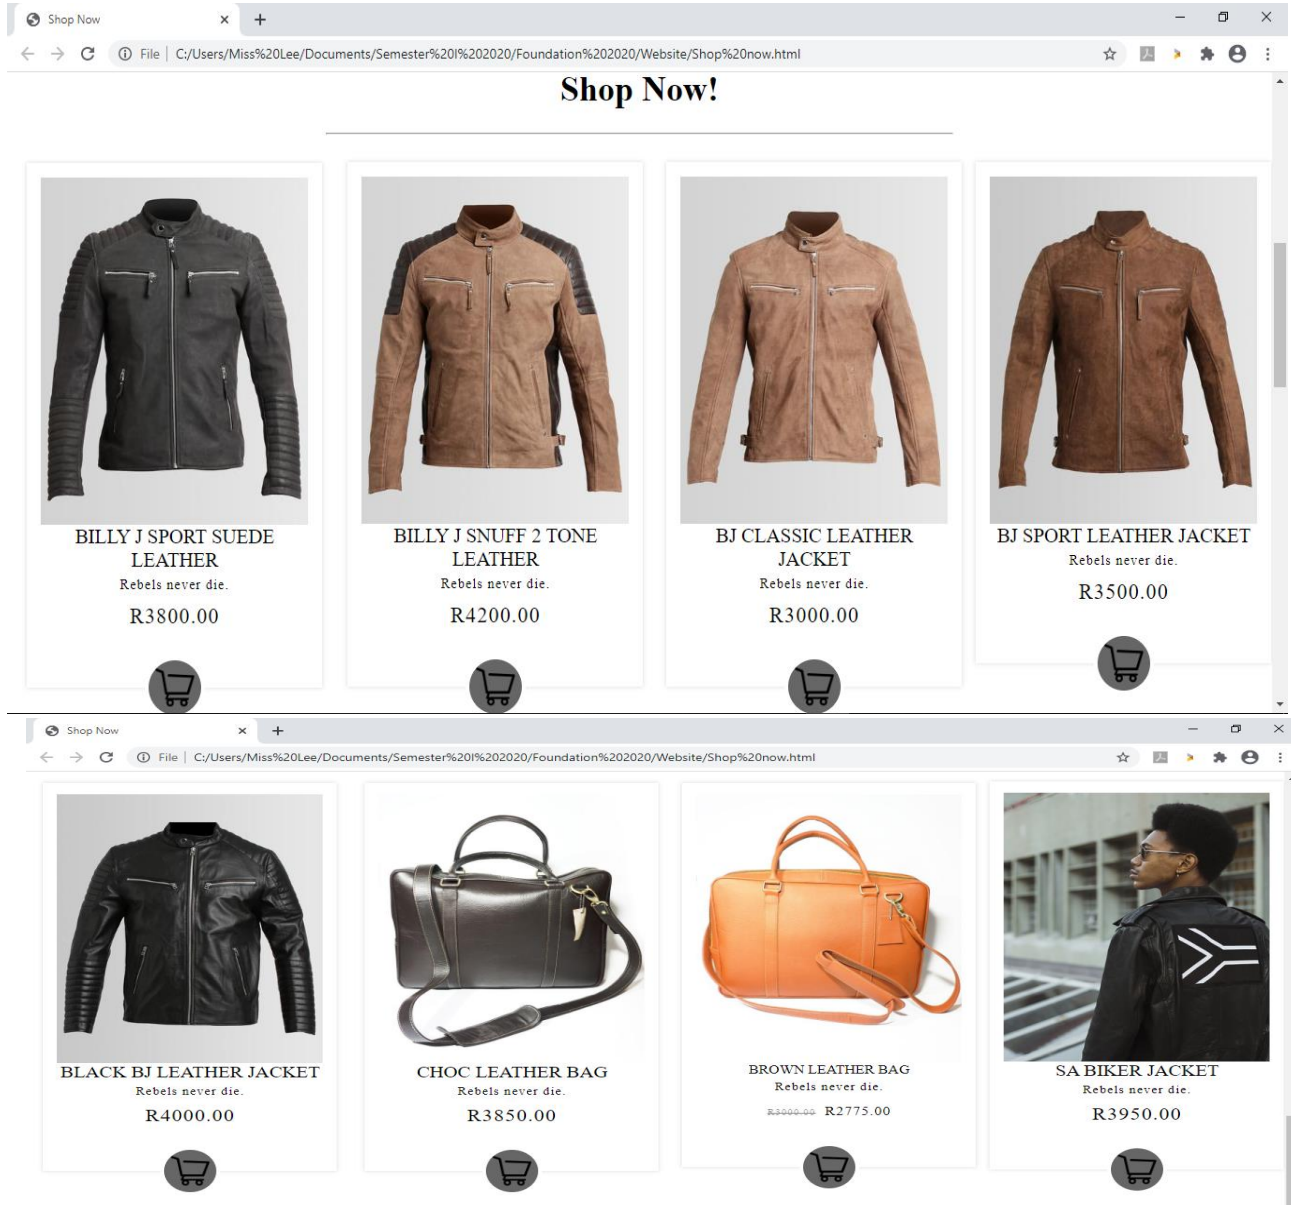 Shop Now
File | C:/Users/Miss%20Lee/Documents/Semester%20I%202020/Foundation%202020/Website/Shop%20now.html
Shop Now!
BILLY J SPORT SUEDE
LEATHER
Rebels never die.
R3800.00
BILLY J SNUFF 2 TONE
LEATHER
Rebels never die.
R4200.00
BJ CLASSIC LEATHER
JACKET
Rebels never die.
R3000.00
BJ SPORT LEATHER JACKET
Rebels never die.
R3500.00
Shop Now
File | C:/Users/Miss%20Lee/Documents/Semester%20I%202020/Foundation%202020/Website/Shop%20now.html
BLACK BJ LEATHER JACKET
Rebels never die.
R4000.00
CHOC LEATHER BAG
Rebels never die.
R3850.00
BROWN LEATHER BAG
Rebels never die.
R3000.00 R2775.00
SA BIKER JACKET
Rebels never die.
R3950.00